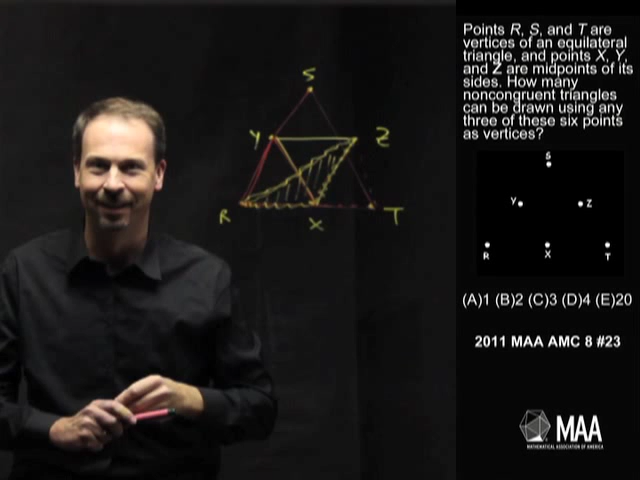 Points R, S, and T are
vertices of an equilateral
triangle, and points X, Y,
and Z are midpoints of its
sides. How many
noncongruent triangles
can be drawn using any
three of these six points
as vertices?
S
Y Z
R X T
(A)1 (B)2 (C)3 (D)4 (E)20
2011 MAA AMC 8 #23
MAA
MATHEMATICAL ASSOCIATION OF AMERICA
S
Y Z
R X T